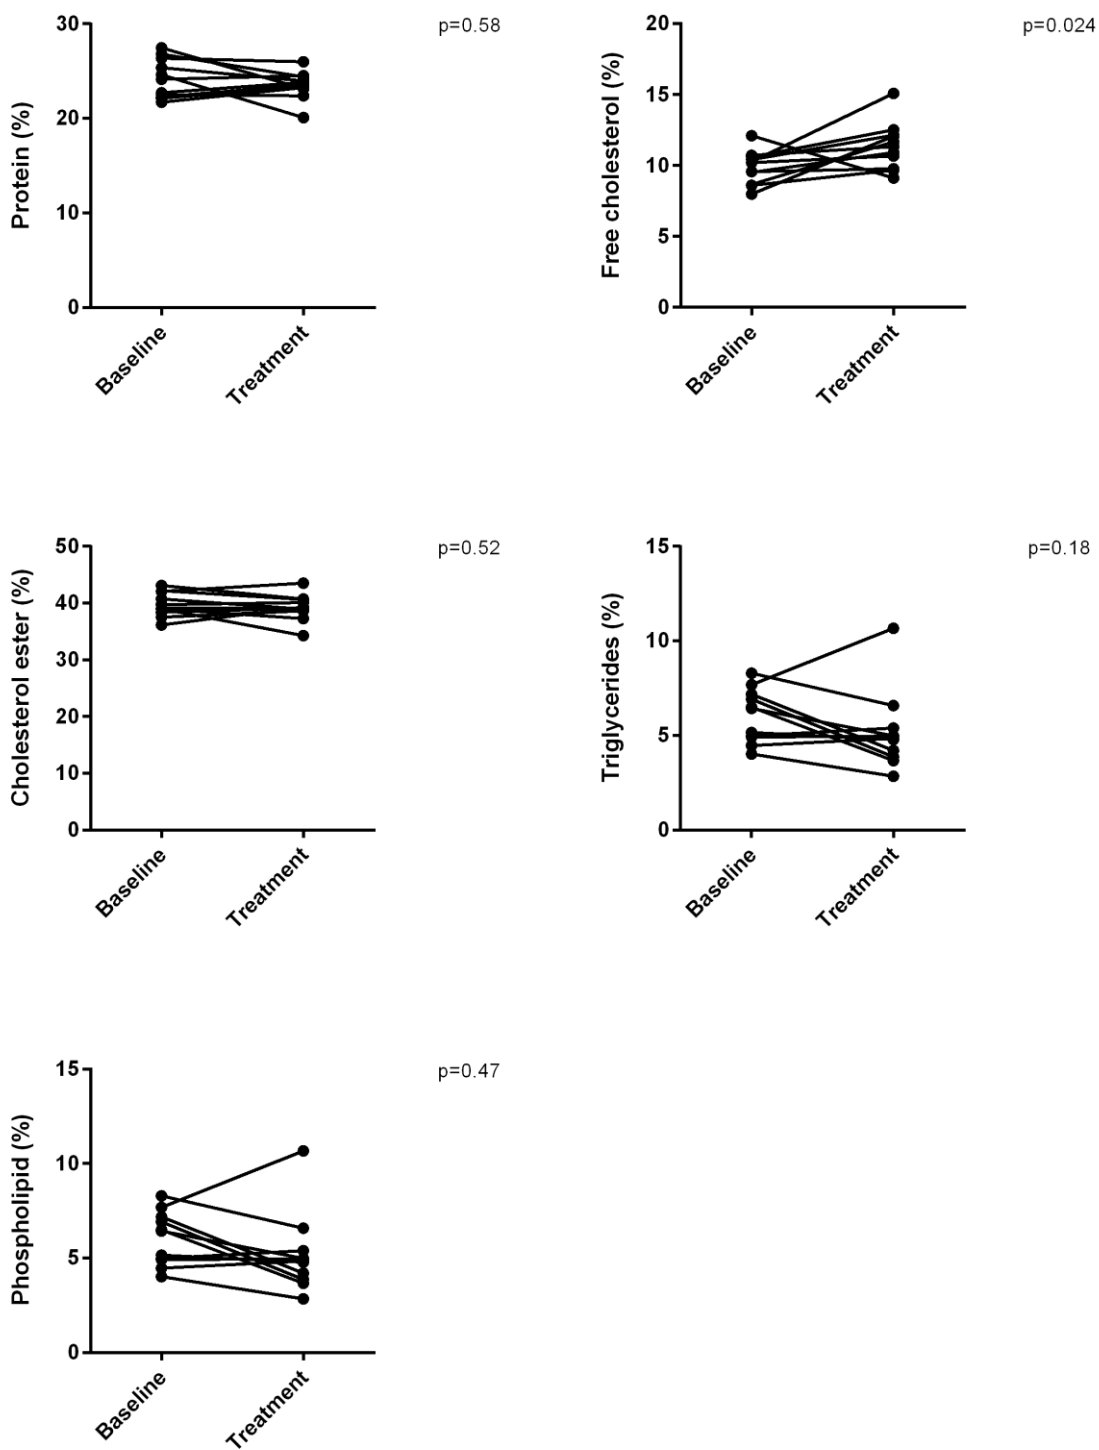 30
20
10
0
Protein (%)
Baseline
Treatment
p=0.58
20
15
10
5
0
Free cholesterol (%)
Baseline
Treatment
p=0.024
50
40
30
20
10
0
Cholesterol ester (%)
Baseline
Treatment
p=0.52
15
10
5
0
Triglycerides (%)
Baseline
Treatment
p=0.18
15
10
5
0
Phospholipid (%)
Baseline
Treatment
p=0.47